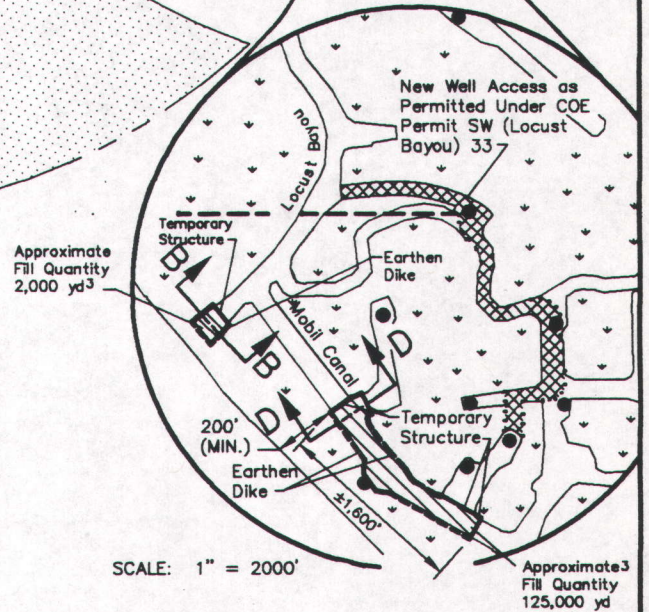 New Well Access as
Permitted Under COE
Permit SW (Locust
Bayou) 33
Locust Bayou
Temporary
Structure
Approximate
Fill Quantity
2,000 yd³
Earthen
Dike
B
B
Mobil Canal
D
D
200'
(MIN.)
Temporary
Structure
Earthen
Dike
±1,600'
SCALE: 1" = 2000'
Approximate3
Fill Quantity
125,000 yd